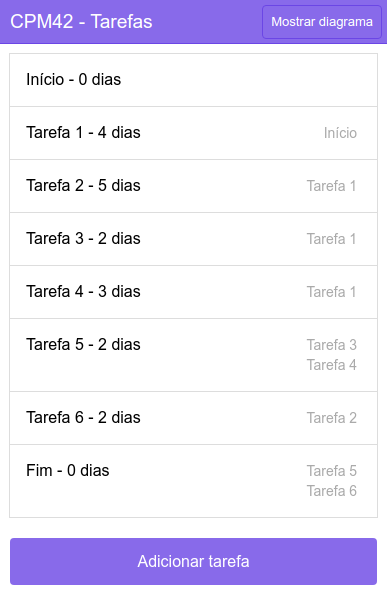 CPM42 - Tarefas
Mostrar diagrama
Início - 0 dias
Tarefa 1 - 4 dias
Início
Tarefa 2 - 5 dias
Tarefa 1
Tarefa 3 - 2 dias
Tarefa 1
Tarefa 4 - 3 dias
Tarefa 1
Tarefa 5 - 2 dias
Tarefa 3
Tarefa 4
Tarefa 6 - 2 dias
Tarefa 2
Fim - 0 dias
Tarefa 5
Tarefa 6
Adicionar tarefa